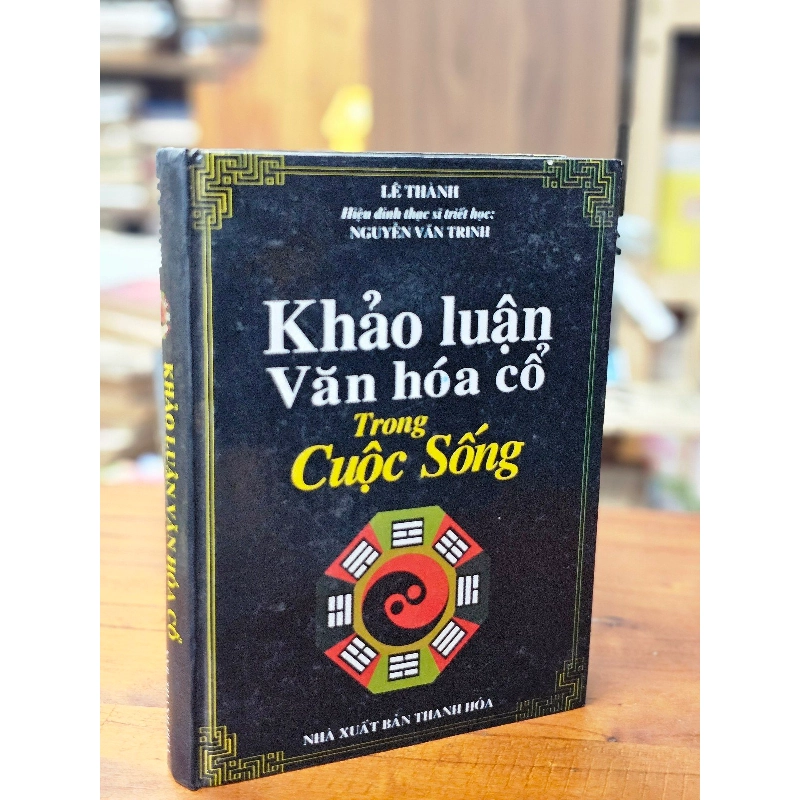 LÊ THÀNH
Hiệu đính thạc sĩ triết học:
NGUYỄN VĂN TRINH
Khảo luận
Văn hóa cổ
Trong
Cuộc Sống
NHÀ XUẤT BẢN THANH HÓA
KHẢO LUẬN VĂN HÓA CỔ